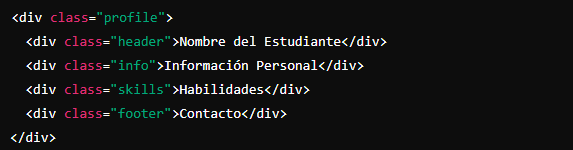 <div class="profile">
<div class="header">Nombre del Estudiante</div>
<div class="info">Información Personal</div>
<div class="skills">Habilidades</div>
<div class="footer">Contacto</div>
</div>